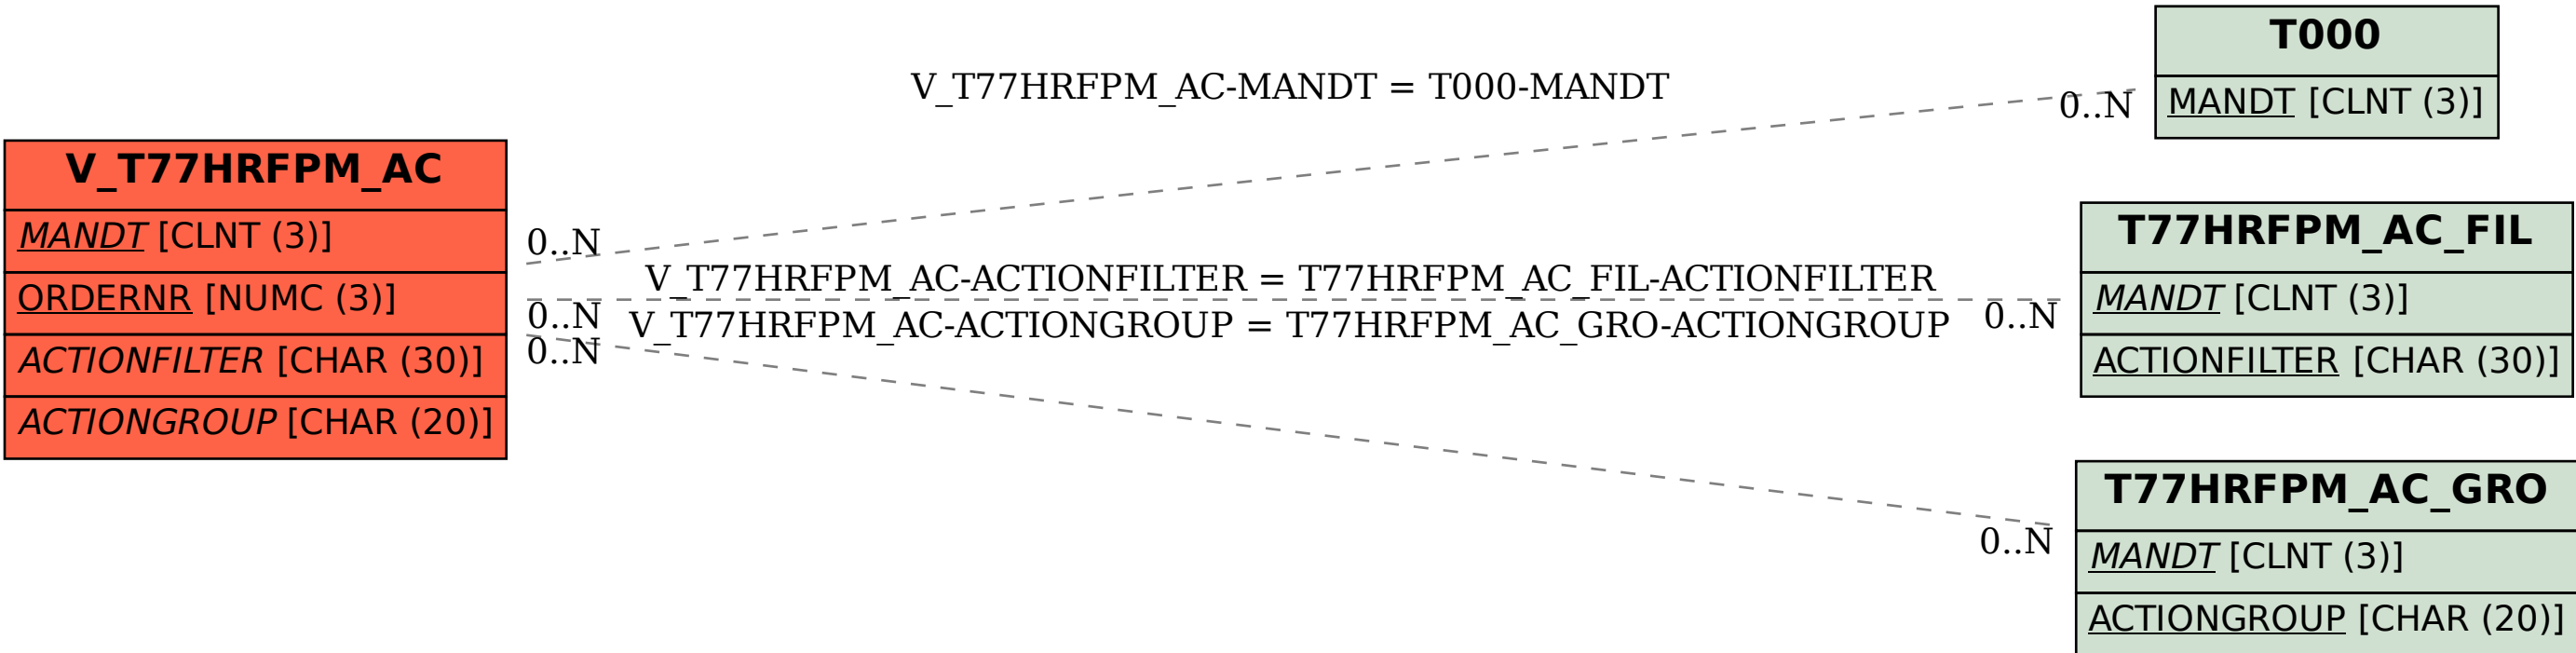 V_T77HRFPM_AC
MANDT [CLNT (3)]
ORDERNR [NUMC (3)]
ACTIONFILTER [CHAR (30)]
ACTIONGROUP [CHAR (20)]
V_T77HRFPM_AC-MANDT = T000-MANDT
0..N
0..N
V_T77HRFPM_AC-ACTIONFILTER = T77HRFPM_AC_FIL-ACTIONFILTER
0..N
0..N
V_T77HRFPM_AC-ACTIONGROUP = T77HRFPM_AC_GRO-ACTIONGROUP
0..N
0..N
T000
MANDT [CLNT (3)]
T77HRFPM_AC_FIL
MANDT [CLNT (3)]
ACTIONFILTER [CHAR (30)]
T77HRFPM_AC_GRO
MANDT [CLNT (3)]
ACTIONGROUP [CHAR (20)]